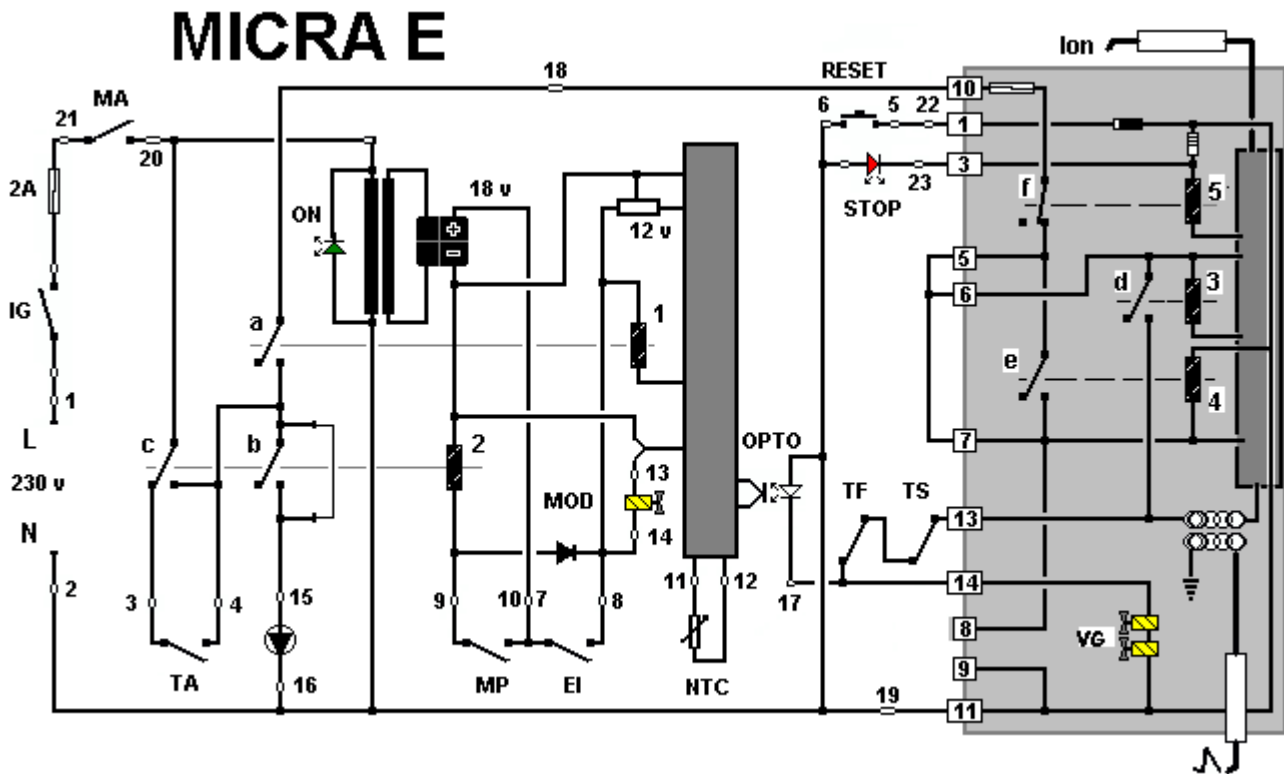 MICRA E
Ion
18
RESET
10
21
MA
6
5
22
1
20
2A
18 v
3
f
5
23
ON
12 v
STOP
+
−
5
6
d
3
IG
a
1
e
4
1
L
c
b
2
OPTO
7
230 v
13
TF
TS
13
MOD
N
14
11
12
17
14
2
3
4
15
9
10
7
8
8
VG
9
TA
16
MP
EI
NTC
19
11